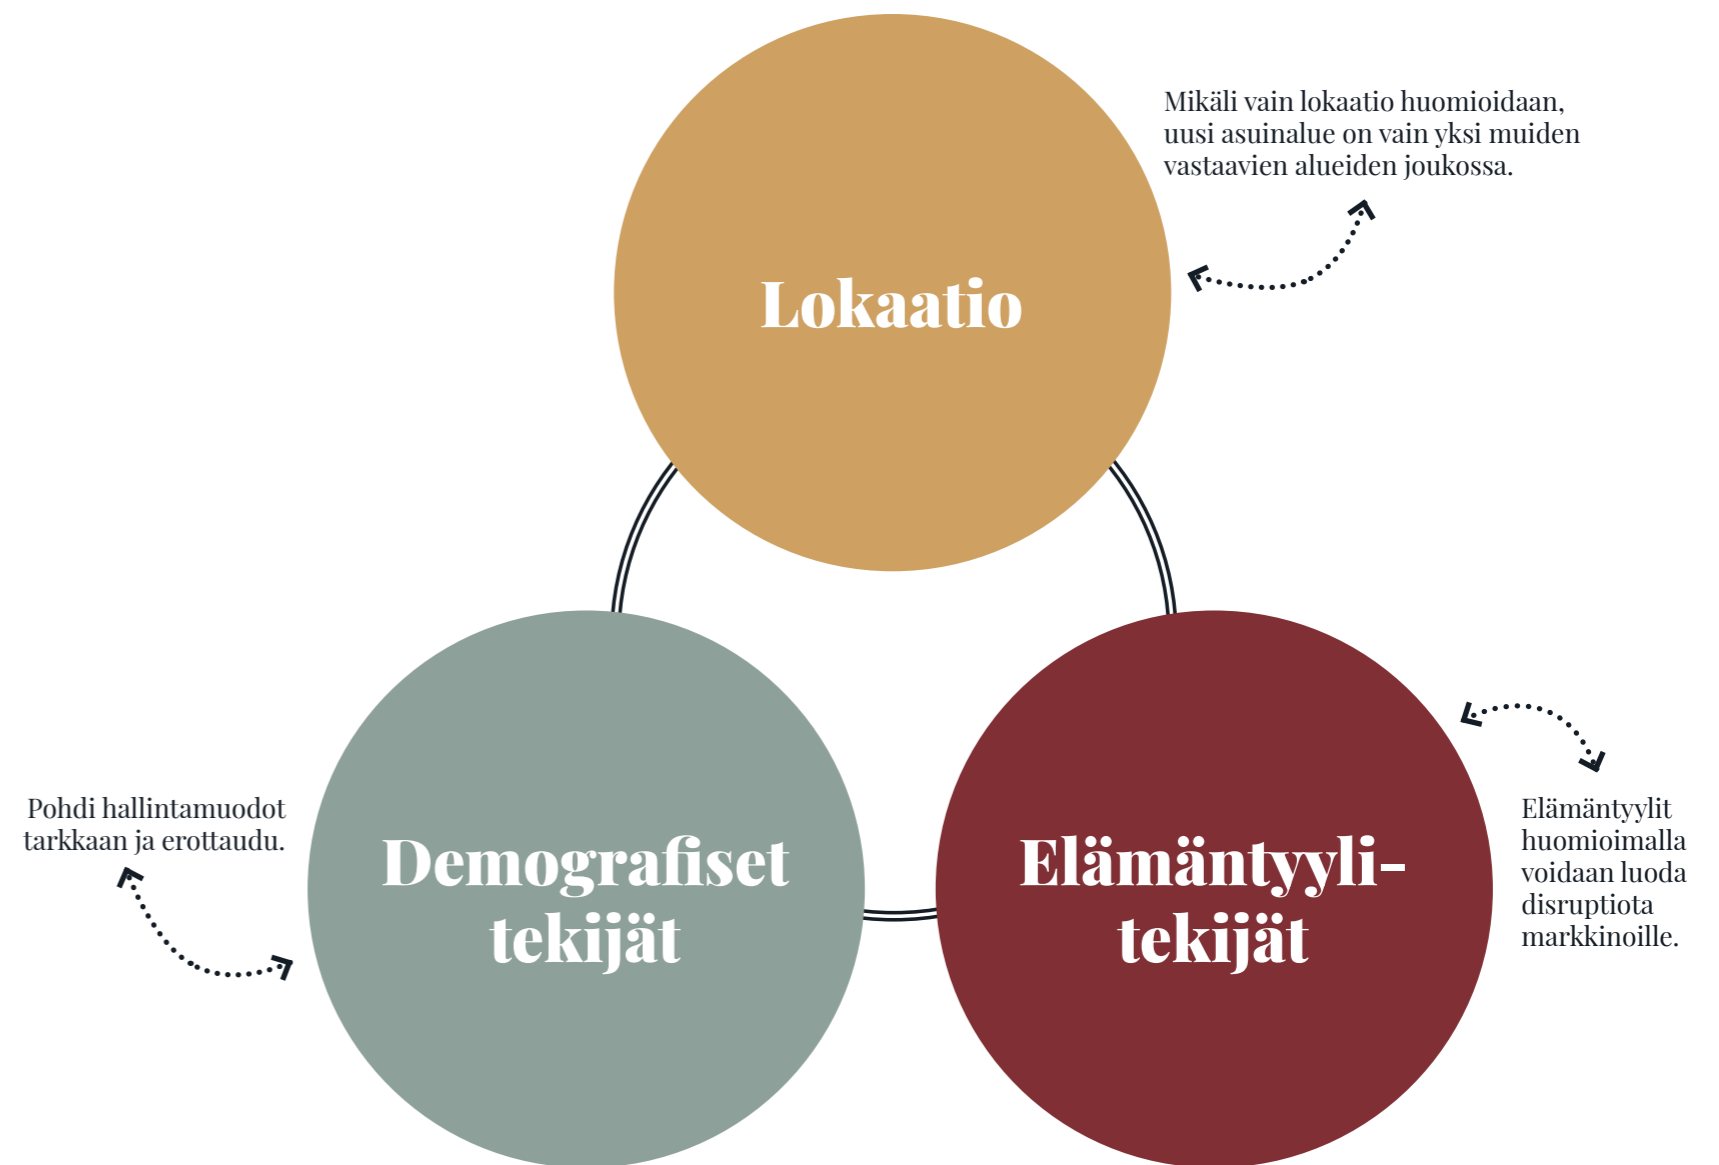 Mikäli vain lokaatio huomioidaan,
uusi asuinalue on vain yksi muiden
vastaavien alueiden joukossa.
Lokaatio
Pohdi hallintamuodot
tarkkaan ja erottaudu.
Demografiset
tekijät
Elämäntyyli-
tekijät
Elämäntyylit
huomioimalla
voidaan luoda
disruptiota
markkinoille.